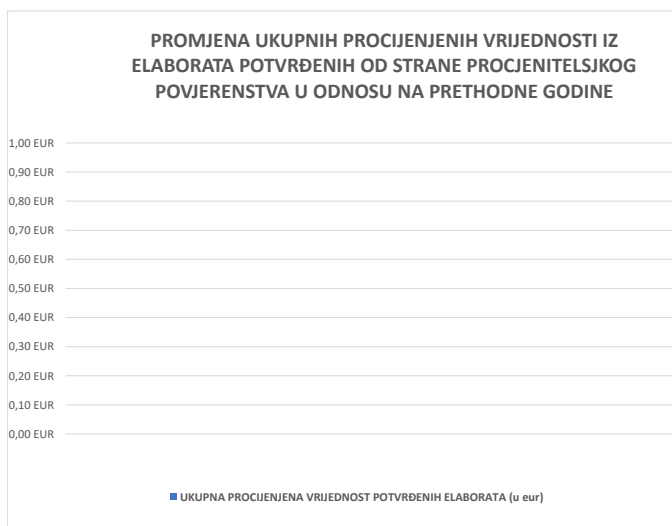 PROMJENA UKUPNIH PROCIJENJENIH VRIJEDNOSTI IZ
ELABORATA POTVRĐENIH OD STRANE PROCJENITELSJKOG
POVJERENSTVA U ODNOSU NA PRETHODNE GODINE
1,00 EUR
0,90 EUR
0,80 EUR
0,70 EUR
0,60 EUR
0,50 EUR
0,40 EUR
0,30 EUR
0,20 EUR
0,10 EUR
0,00 EUR
UKUPNA PROCIJENJENA VRIJEDNOST POTVRĐENIH ELABORATA (u eur)